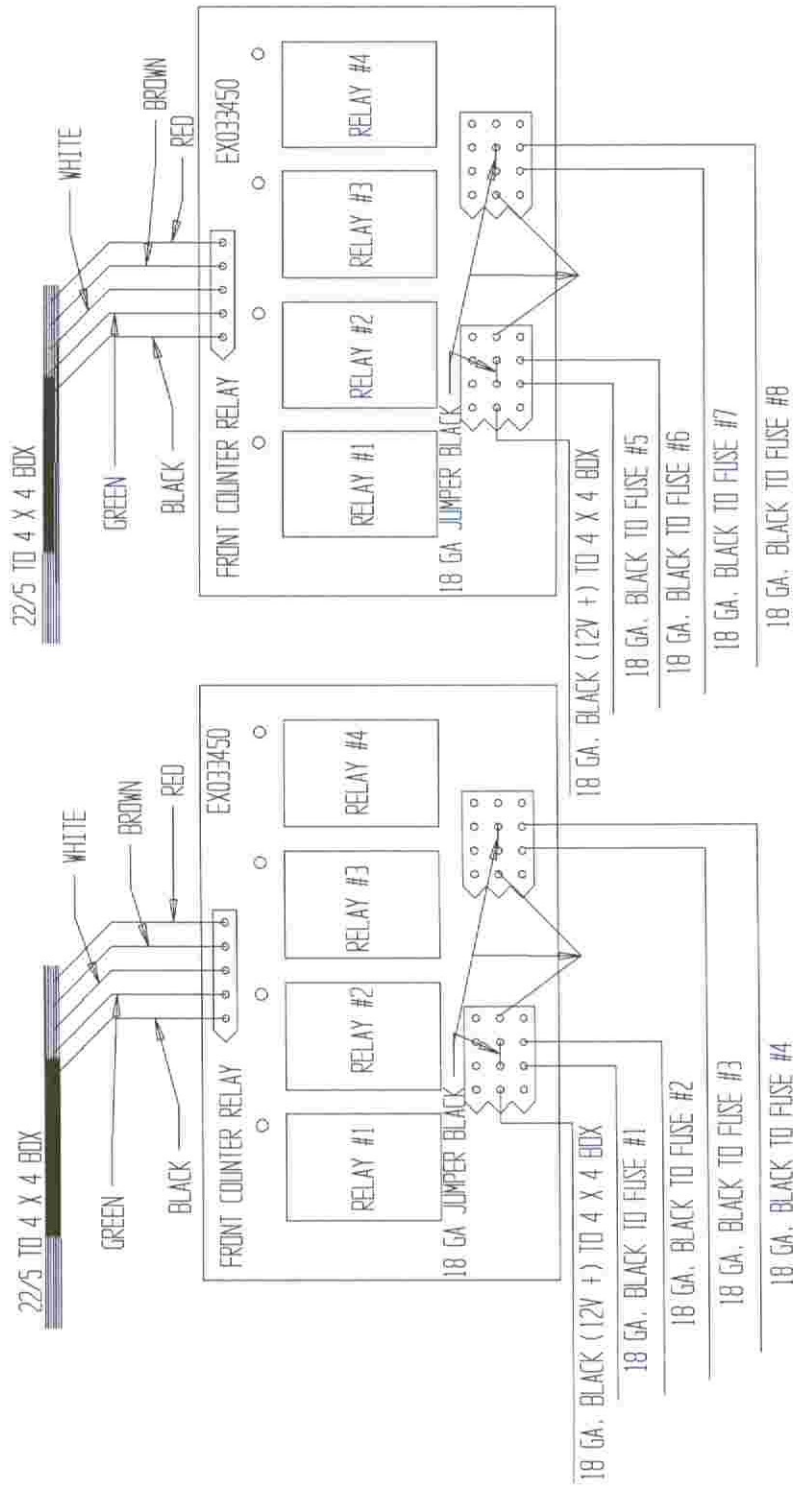 22/5 TO 4 X 4 BOX
WHITE
BROWN
RED
GREEN
BLACK
FRONT COUNTER RELAY
EX033450
RELAY #1
RELAY #2
RELAY #3
RELAY #4
18 GA JUMPER BLACK
18 GA. BLACK (12V +) TO 4 X 4 BOX
18 GA. BLACK TO FUSE #1
18 GA. BLACK TO FUSE #2
18 GA. BLACK TO FUSE #3
18 GA. BLACK TO FUSE #4
22/5 TO 4 X 4 BOX
WHITE
BROWN
RED
GREEN
BLACK
FRONT COUNTER RELAY
EX033450
RELAY #1
RELAY #2
RELAY #3
RELAY #4
18 GA JUMPER BLACK
18 GA. BLACK (12V +) TO 4 X 4 BOX
18 GA. BLACK TO FUSE #5
18 GA. BLACK TO FUSE #6
18 GA. BLACK TO FUSE #7
18 GA. BLACK TO FUSE #8